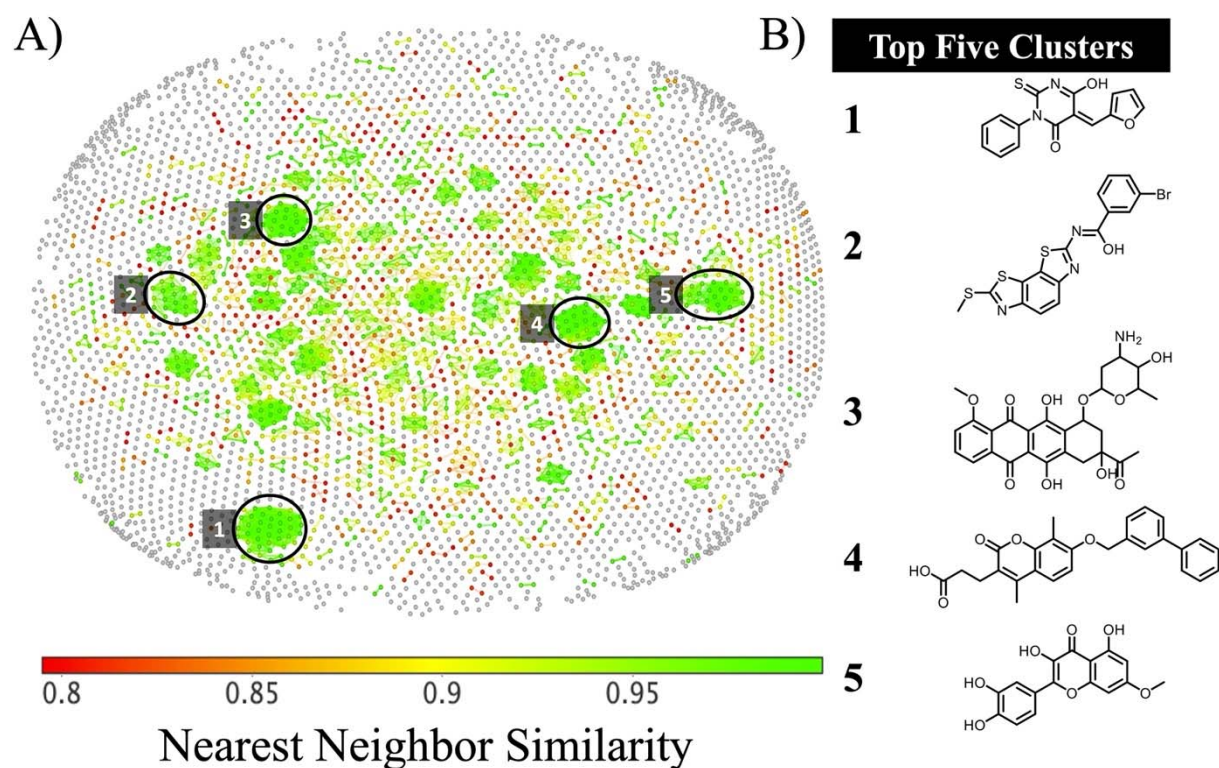 A)
B)
Top Five Clusters
1
2
3
4
5
3
2
5
4
1
0.8 0.85 0.9 0.95
Nearest Neighbor Similarity
S N OH
N
O
O
Br
N
S OH
S N
S N
NH2
OH
O OH O O
O OH
O OH O
O O O
HO
O
O OH
HO
HO O O
HO